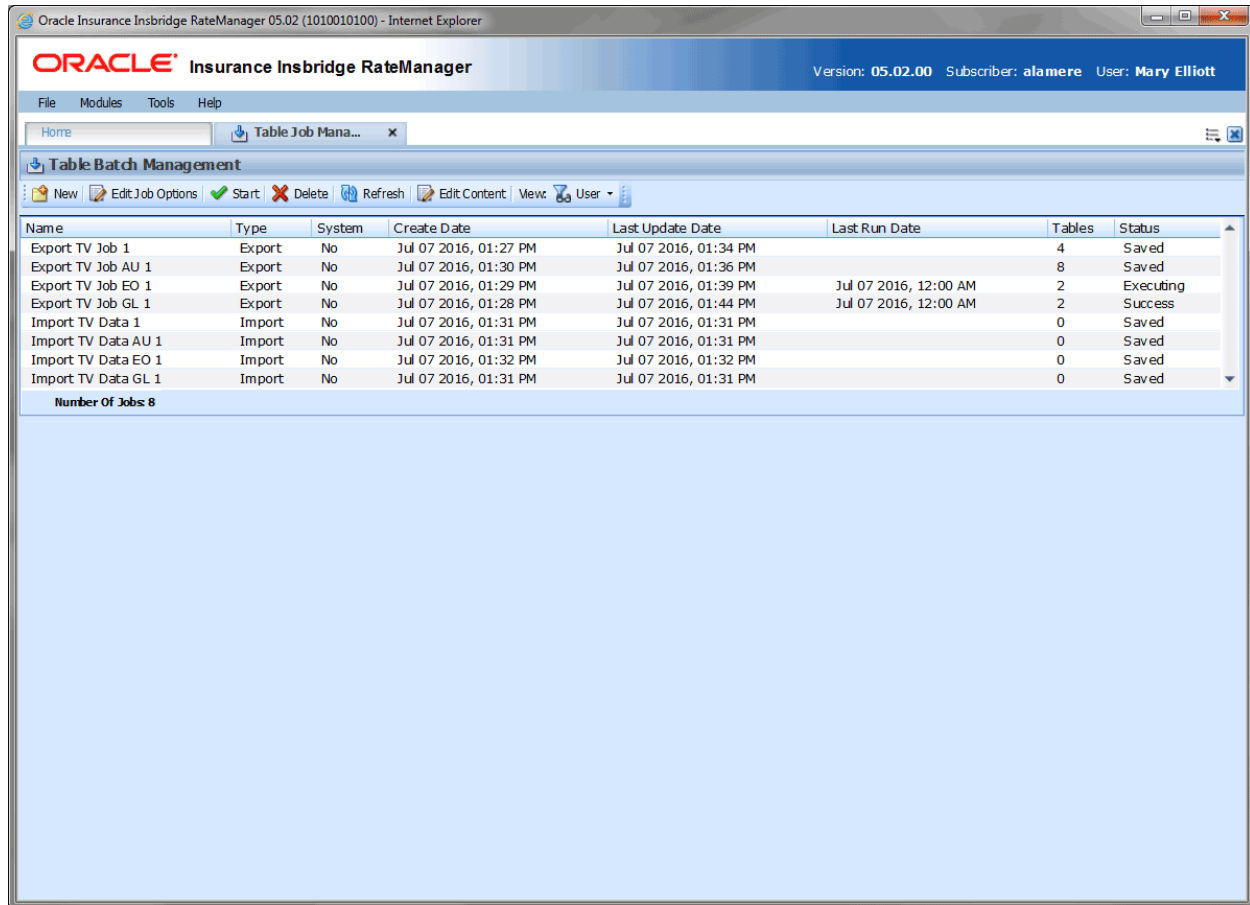 Oracle Insurance Insbridge RateManager 05.02 (1010010100) - Internet Explorer
ORACLE Insurance Insbridge RateManager
Version: 05.02.00 Subscriber: alamere User: Mary Elliott
File Modules Tools Help
Home Table Job Mana...
Table Batch Management
New Edit Job Options Start Delete Refresh Edit Content View: User
Name Type System Create Date Last Update Date Last Run Date Tables Status
Export TV Job 1 Export No Jul 07 2016, 01:27 PM Jul 07 2016, 01:34 PM 4 Saved
Export TV Job AU 1 Export No Jul 07 2016, 01:30 PM Jul 07 2016, 01:36 PM 8 Saved
Export TV Job EO 1 Export No Jul 07 2016, 01:29 PM Jul 07 2016, 01:39 PM Jul 07 2016, 12:00 AM 2 Executing
Export TV Job GL 1 Export No Jul 07 2016, 01:28 PM Jul 07 2016, 01:44 PM Jul 07 2016, 12:00 AM 2 Success
Import TV Data 1 Import No Jul 07 2016, 01:31 PM Jul 07 2016, 01:31 PM 0 Saved
Import TV Data AU 1 Import No Jul 07 2016, 01:31 PM Jul 07 2016, 01:31 PM 0 Saved
Import TV Data EO 1 Import No Jul 07 2016, 01:32 PM Jul 07 2016, 01:32 PM 0 Saved
Import TV Data GL 1 Import No Jul 07 2016, 01:31 PM Jul 07 2016, 01:31 PM 0 Saved
Number Of Jobs: 8